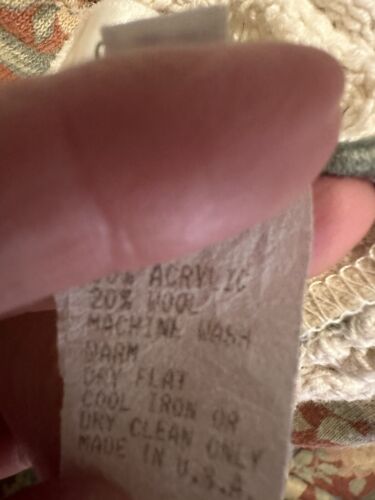 ACRYLIC
20% WOOL
MACHINE WASH
WARM
DRY FLAT
COOL IRON OR
DRY CLEAN ONLY
MADE IN U.S.A.